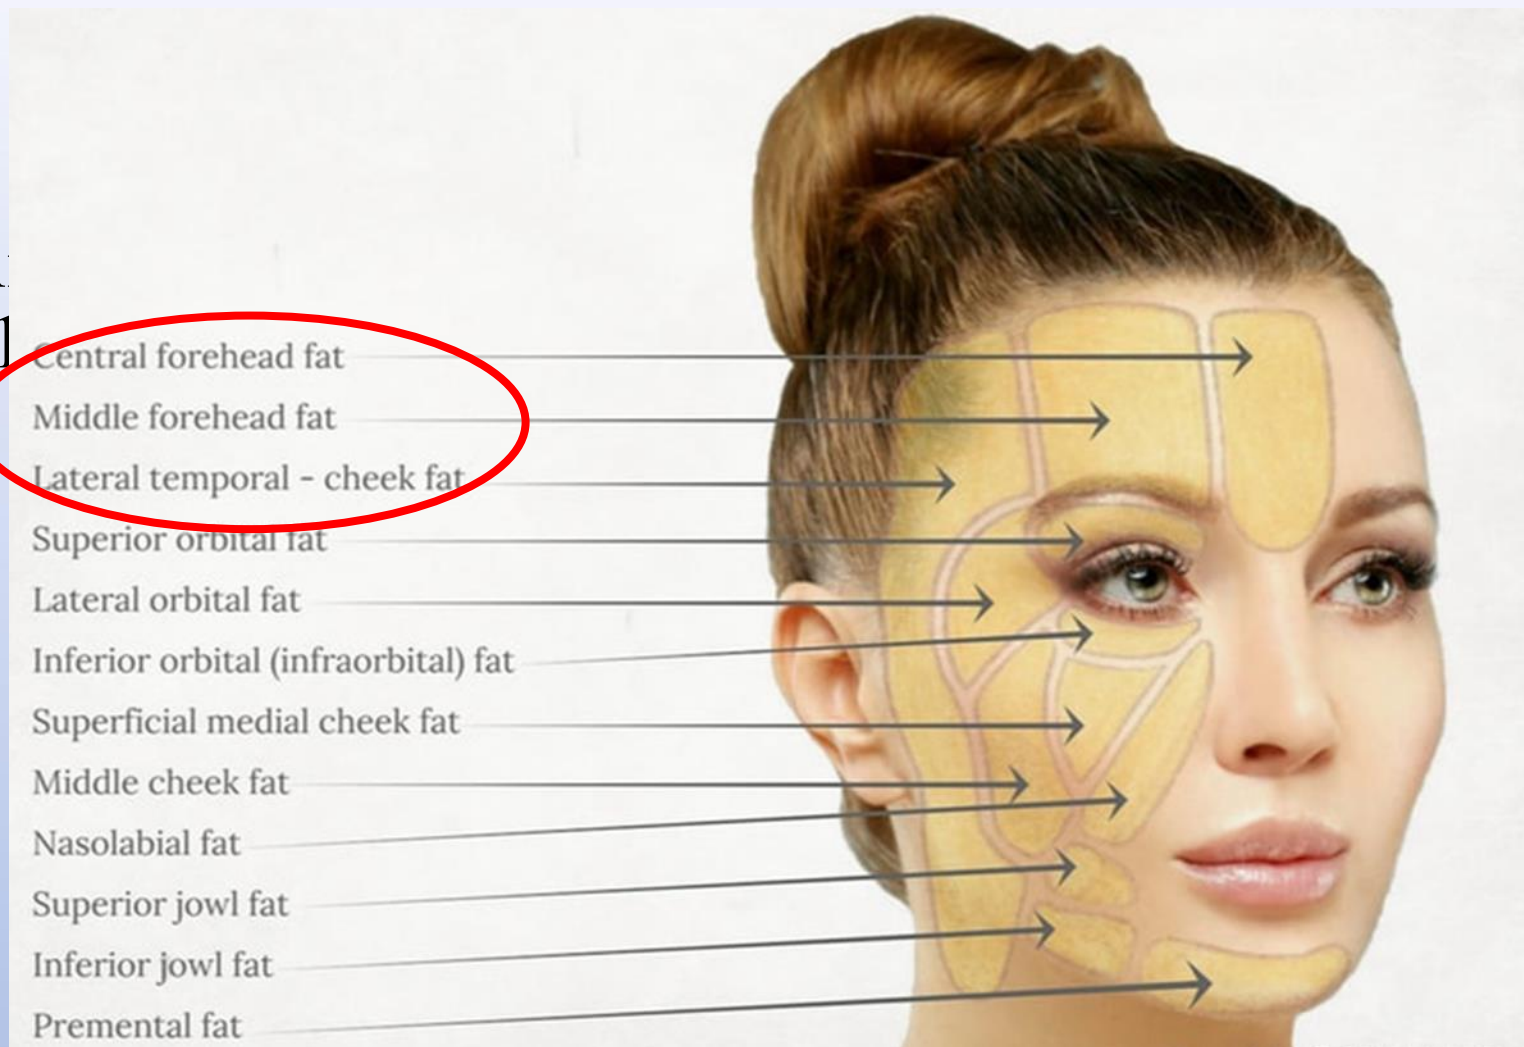 Central forehead fat
Middle forehead fat
Lateral temporal - cheek fat
Superior orbital fat
Lateral orbital fat
Inferior orbital (infraorbital) fat
Superficial medial cheek fat
Middle cheek fat
Nasolabial fat
Superior jowl fat
Inferior jowl fat
Premental fat